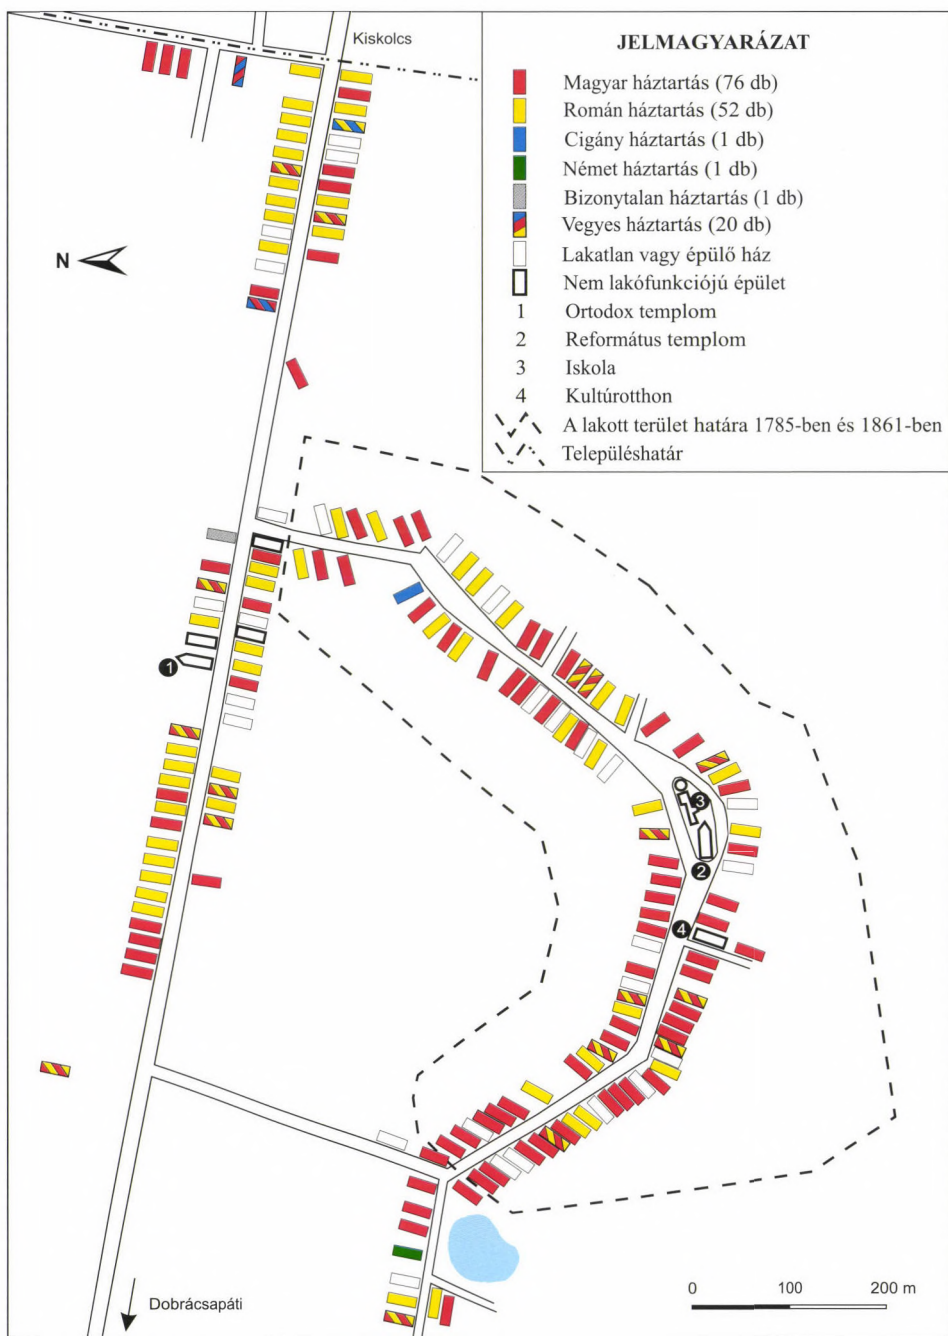 Kiskolcs
JELMAGYARÁZAT
Magyar háztartás (76 db)
Román háztartás (52 db)
Cigány háztartás (1 db)
Német háztartás (1 db)
Bizonytalan háztartás (1 db)
Vegyes háztartás (20 db)
Lakatlan vagy épülő ház
Nem lakófunkciójú épület
1 Ortodox templom
2 Református templom
3 Iskola
4 Kultúrotthon
A lakott terület határa 1785-ben és 1861-ben
Településhatár
N
1
3
2
4
0 100 200 m
Dobrácsapáti